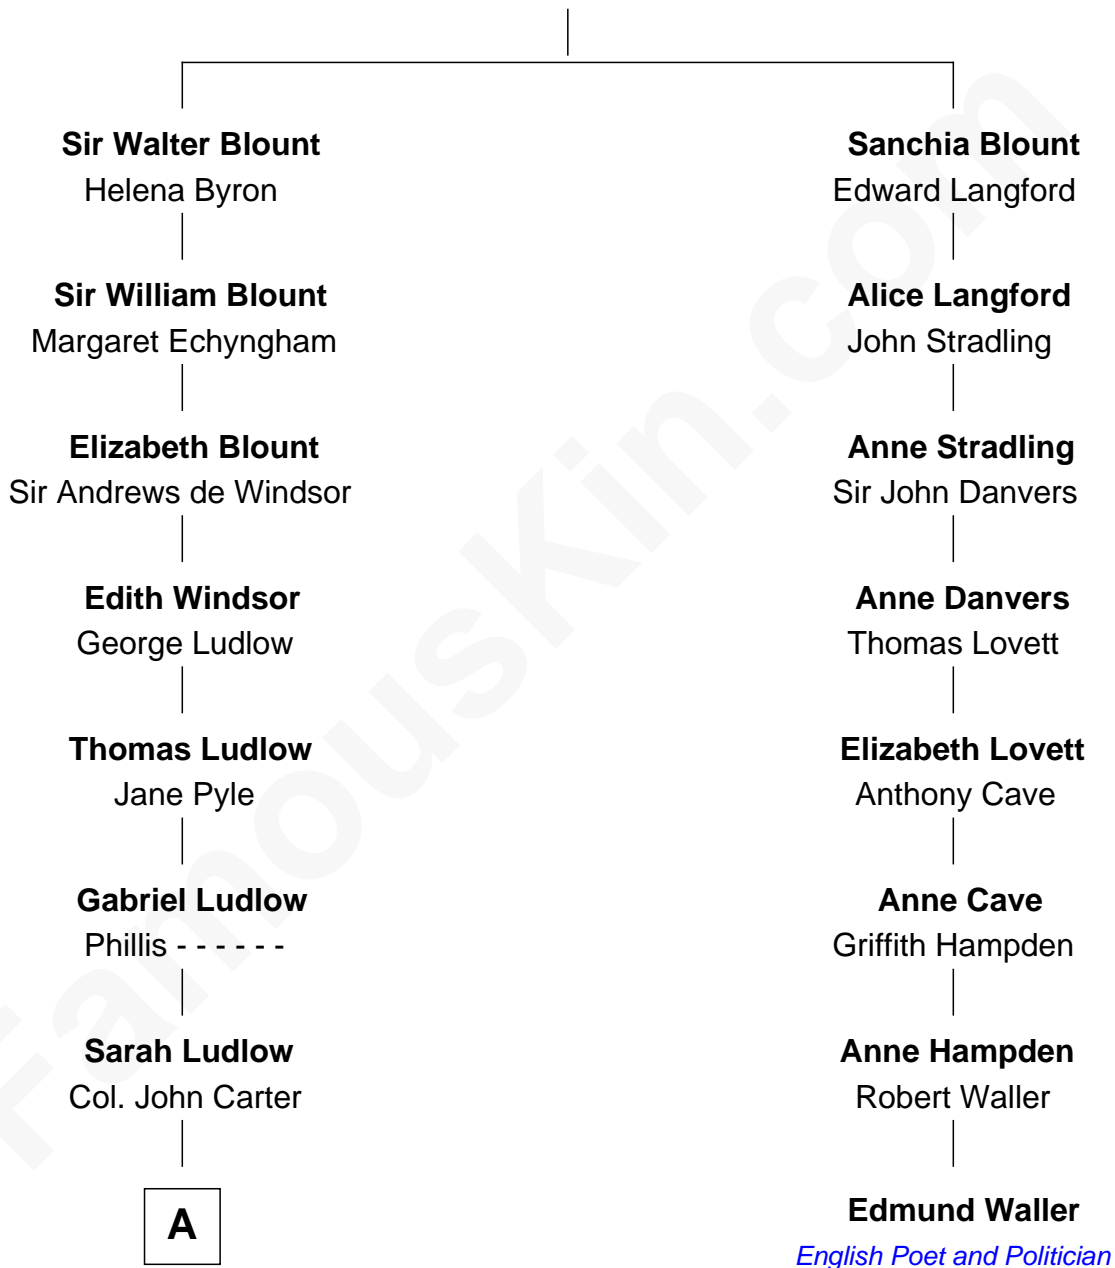 Sir Walter Blount
Helena Byron
Sir William Blount
Margaret Echyngham
Elizabeth Blount
Sir Andrews de Windsor
Edith Windsor
George Ludlow
Thomas Ludlow
Jane Pyle
Gabriel Ludlow
Phillis - - - - - -
Sarah Ludlow
Col. John Carter
A
Sanchia Blount
Edward Langford
Alice Langford
John Stradling
Anne Stradling
Sir John Danvers
Anne Danvers
Thomas Lovett
Elizabeth Lovett
Anthony Cave
Anne Cave
Griffith Hampden
Anne Hampden
Robert Waller
Edmund Waller
English Poet and Politician
FamousKin.com